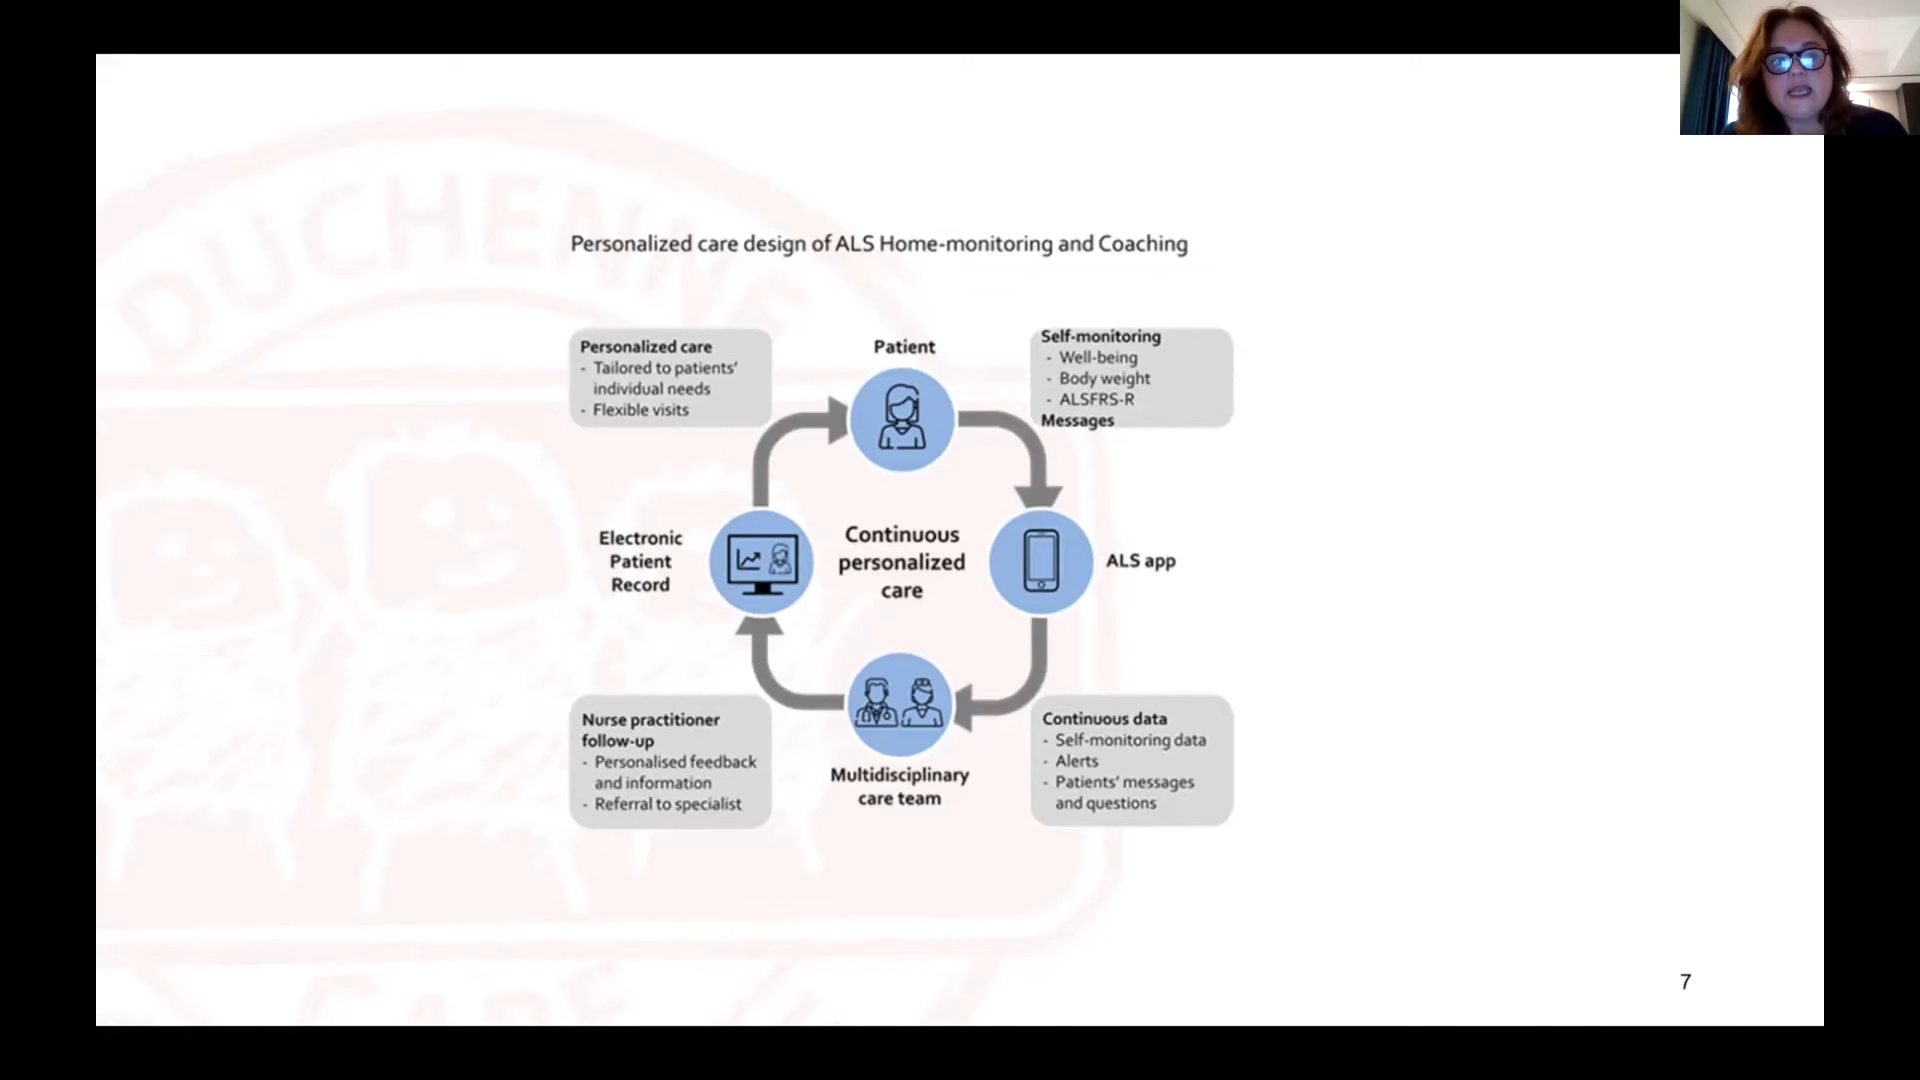 DUCHENNE
Personalized care design of ALS Home-monitoring and Coaching
Personalized care
- Tailored to patients'
individual needs
- Flexible visits
Patient
Self-monitoring
- Well-being
- Body weight
- ALSFRS-R
Messages
Electronic
Patient
Record
Continuous
personalized
care
ALS app
Nurse practitioner
follow-up
- Personalised feedback
and information
- Referral to specialist
Multidisciplinary
care team
Continuous data
- Self-monitoring data
- Alerts
- Patients' messages
and questions
CARE
7